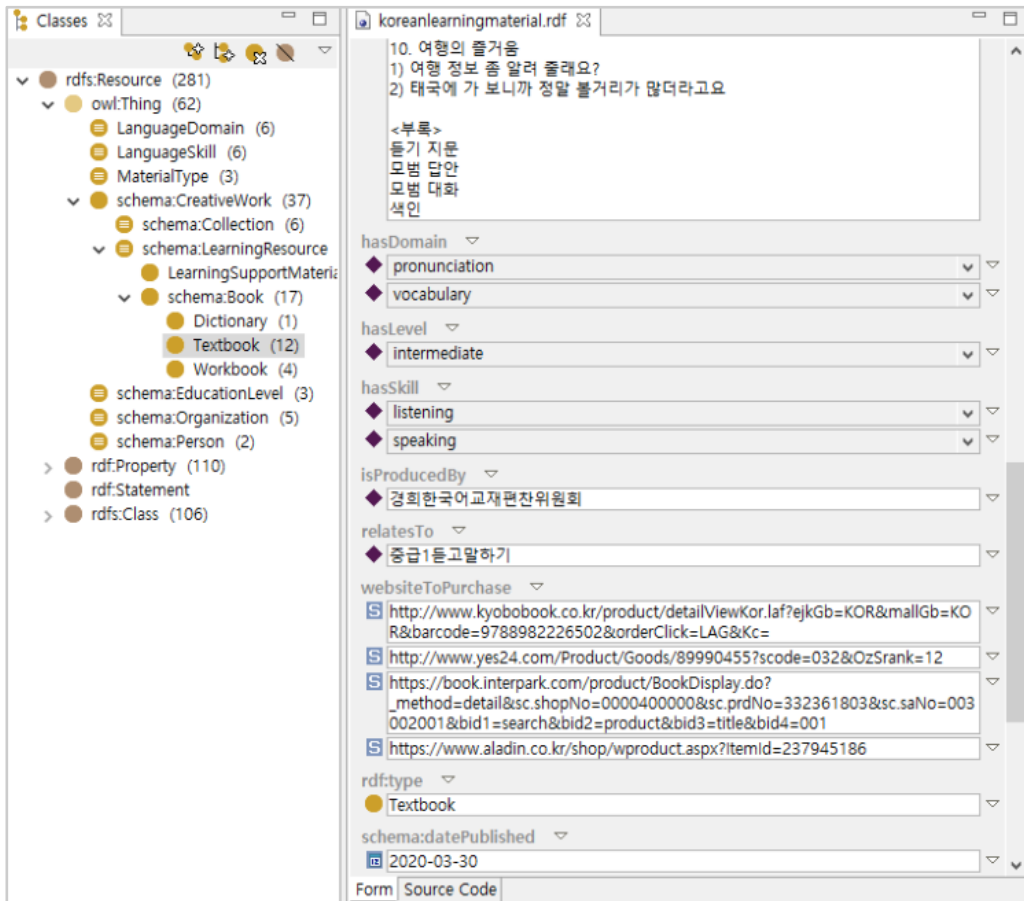 Classes
rdfs:Resource (281)
owl:Thing (62)
LanguageDomain (6)
LanguageSkill (6)
MaterialType (3)
schema:CreativeWork (37)
schema:Collection (6)
schema:LearningResource
LearningSupportMateria
schema:Book (17)
Dictionary (1)
Textbook (12)
Workbook (4)
schema:EducationLevel (3)
schema:Organization (5)
schema:Person (2)
rdf:Property (110)
rdf:Statement
rdfs:Class (106)
koreanlearningmaterial.rdf
10. 여행의 즐거움
1) 여행 정보 좀 알려 줄래요?
2) 태국에 가 보니까 정말 볼거리가 많더라고요
<부록>
듣기 지문
모범 답안
모범 대화
색인
hasDomain
pronunciation
vocabulary
hasLevel
intermediate
hasSkill
listening
speaking
isProducedBy
경희한국어교재편찬위원회
relatesTo
중급1듣고말하기
websiteToPurchase
http://www.kyobobook.co.kr/product/detailViewKor.laf?ejkGb=KOR&mallGb=KO
R&barcode=9788982226502&orderClick=LAG&Kc=
http://www.yes24.com/Product/Goods/89990455?scode=032&OzSrank=12
https://book.interpark.com/product/BookDisplay.do?
_method=detail&sc.shopNo=0000400000&sc.prdNo=332361803&sc.saNo=003
002001&bid1=search&bid2=product&bid3=title&bid4=001
https://www.aladin.co.kr/shop/wproduct.aspx?ItemId=237945186
rdf:type
Textbook
schema:datePublished
2020-03-30
Form
Source Code